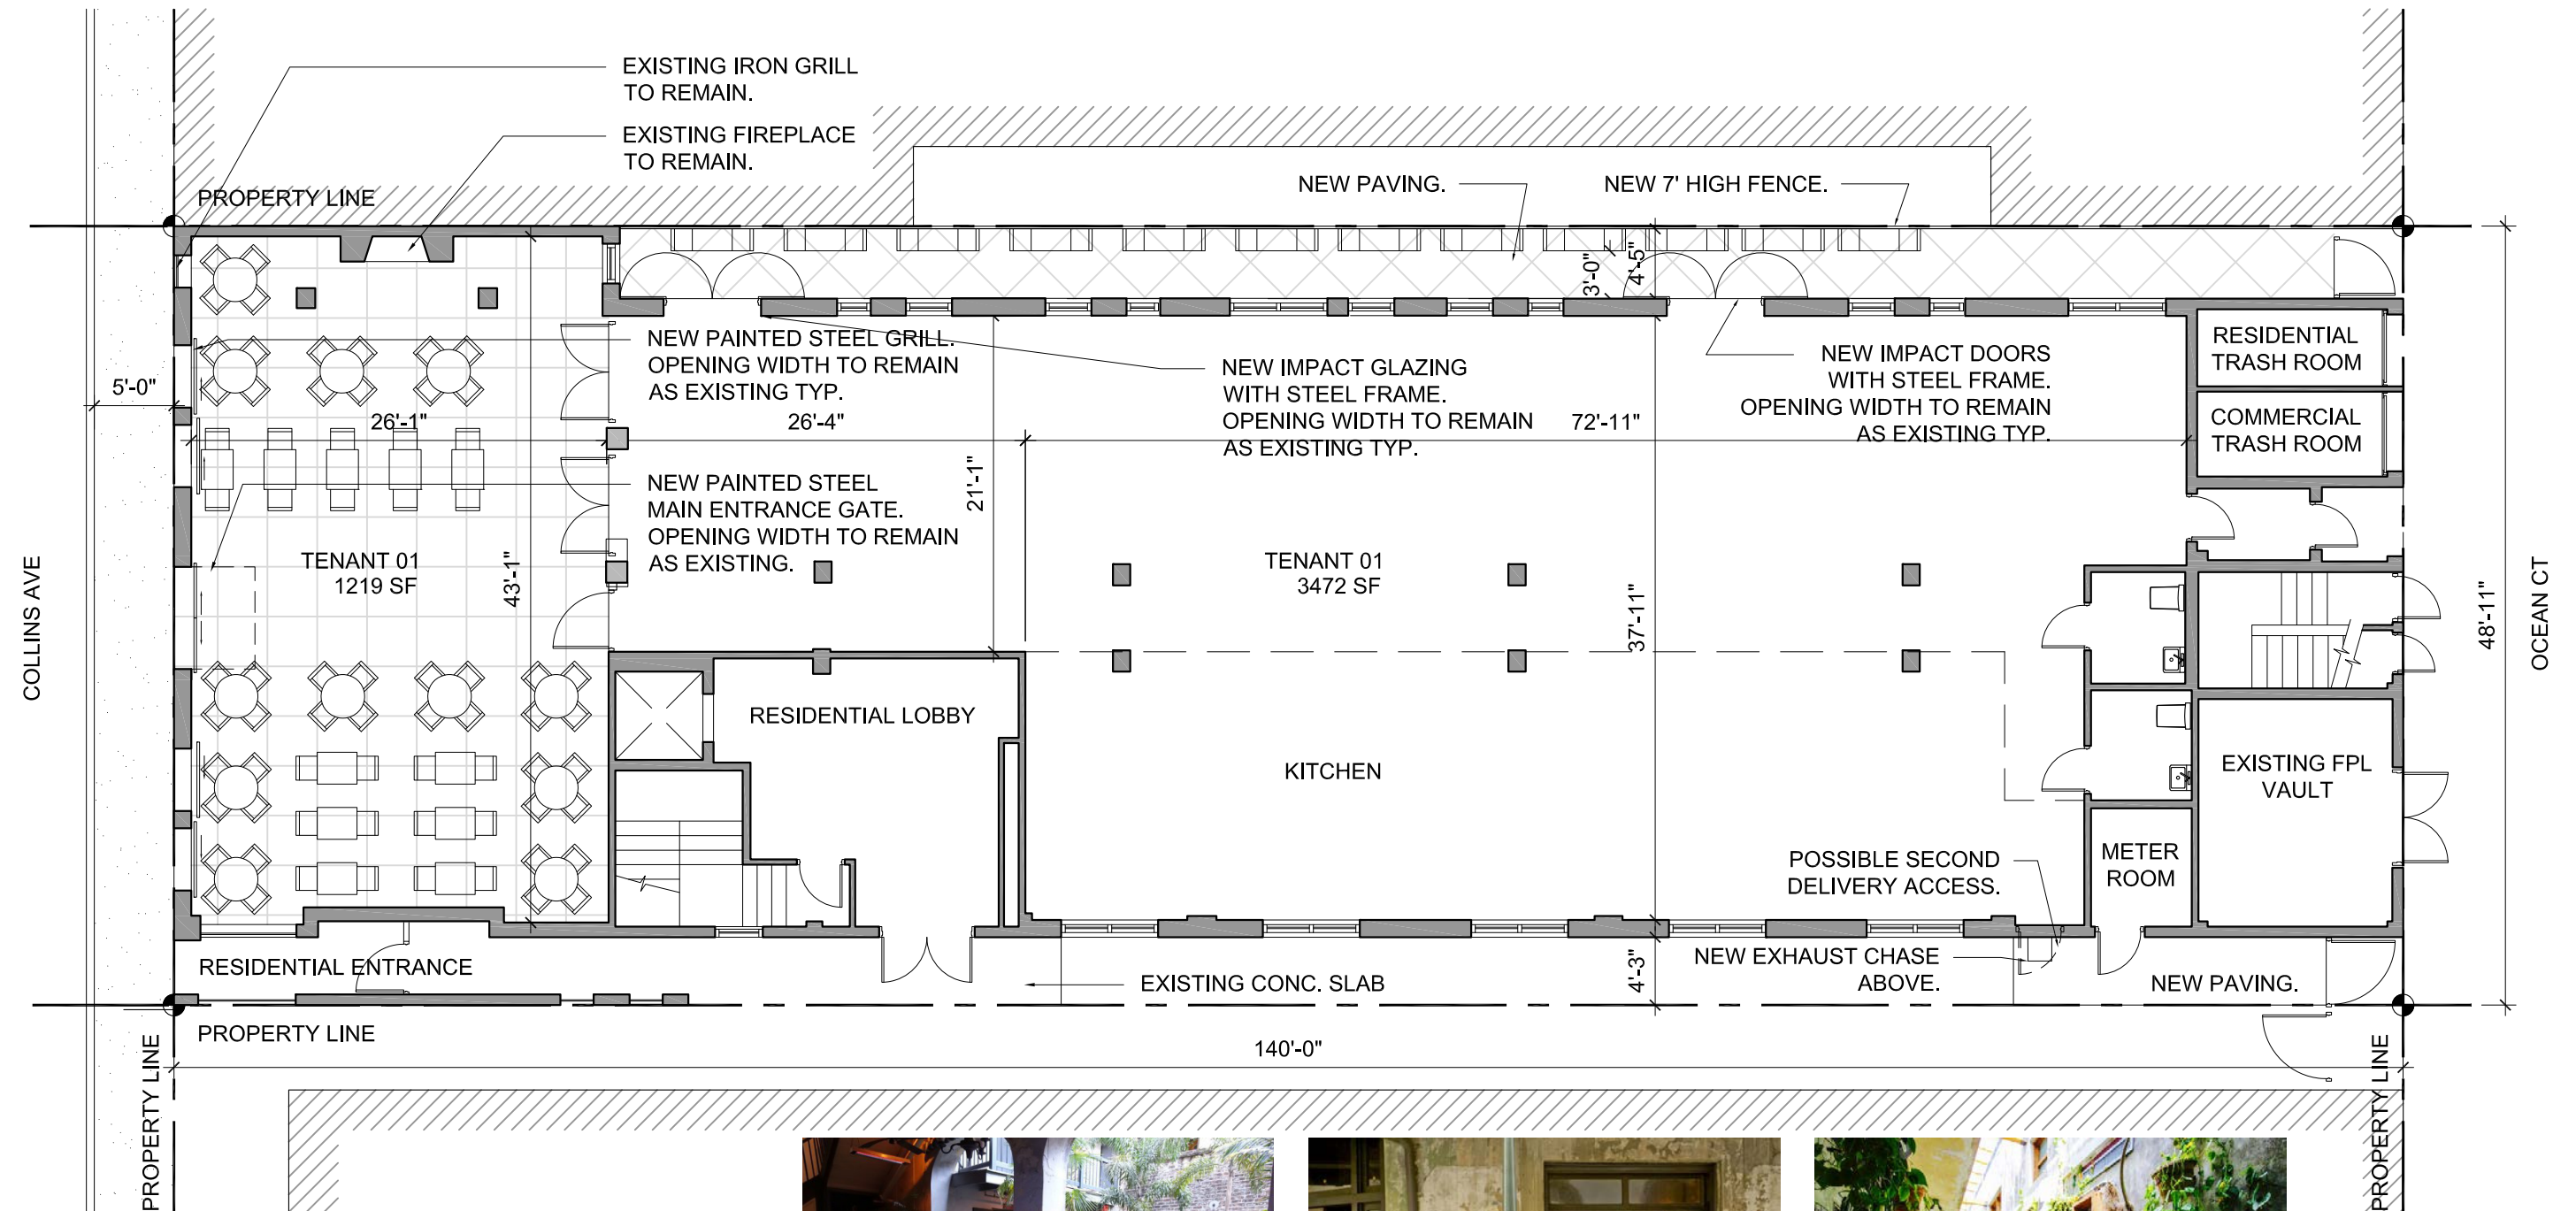 EXISTING IRON GRILL
TO REMAIN.
EXISTING FIREPLACE
TO REMAIN.
PROPERTY LINE
NEW PAVING.
NEW 7' HIGH FENCE.
3'-0"
4'-5"
NEW PAINTED STEEL GRILL.
OPENING WIDTH TO REMAIN
AS EXISTING TYP.
NEW IMPACT GLAZING
WITH STEEL FRAME.
OPENING WIDTH TO REMAIN
AS EXISTING TYP.
NEW IMPACT DOORS
WITH STEEL FRAME.
OPENING WIDTH TO REMAIN
AS EXISTING TYP.
RESIDENTIAL
TRASH ROOM
COMMERCIAL
TRASH ROOM
5'-0"
26'-1"
26'-4"
72'-11"
21'-1"
NEW PAINTED STEEL
MAIN ENTRANCE GATE.
OPENING WIDTH TO REMAIN
AS EXISTING.
COLLINS AVE
TENANT 01
1219 SF
43'-1"
TENANT 01
3472 SF
37'-11"
48'-11"
OCEAN CT
RESIDENTIAL LOBBY
KITCHEN
EXISTING FPL
VAULT
METER
ROOM
POSSIBLE SECOND
DELIVERY ACCESS.
RESIDENTIAL ENTRANCE
EXISTING CONC. SLAB
4'-3"
NEW EXHAUST CHASE
ABOVE.
NEW PAVING.
PROPERTY LINE
140'-0"
PROPERTY LINE
PROPERTY LINE